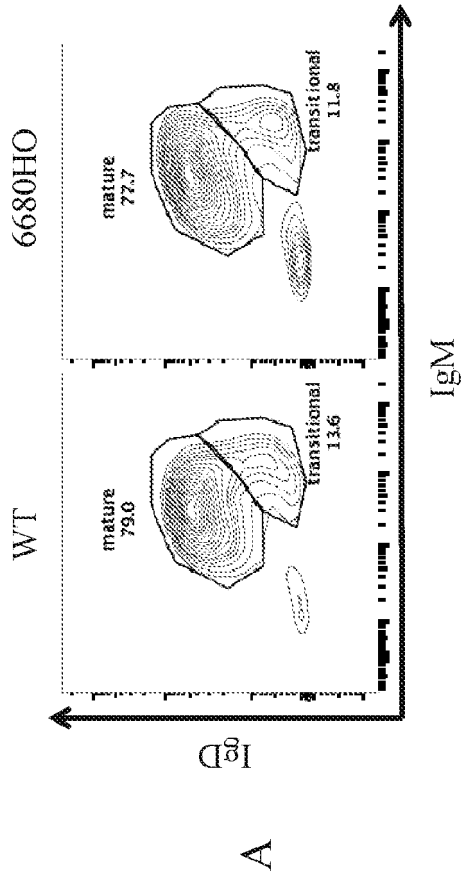 A
WT
6680HO
mature
79.0
transitional
13.6
mature
77.7
transitional
11.8
IgD
IgM